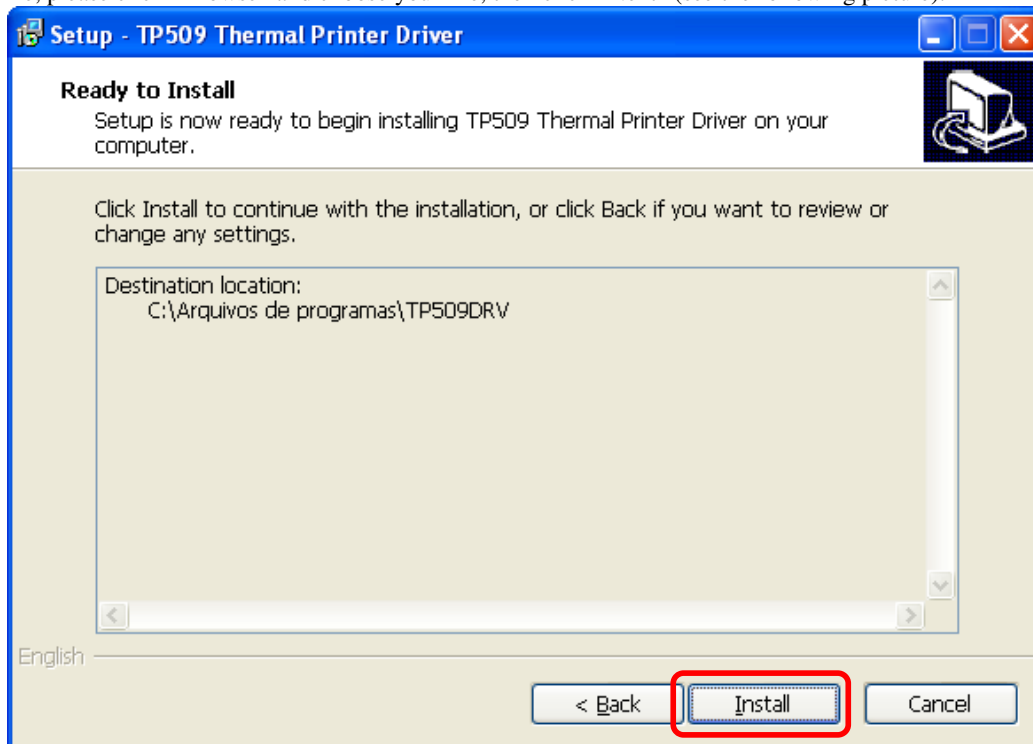 Setup - TP509 Thermal Printer Driver
Ready to Install
Setup is now ready to begin installing TP509 Thermal Printer Driver on your
computer.
Click Install to continue with the installation, or click Back if you want to review or
change any settings.
Destination location:
C:\Arquivos de programas\TP509DRV
English
< Back
Install
Cancel